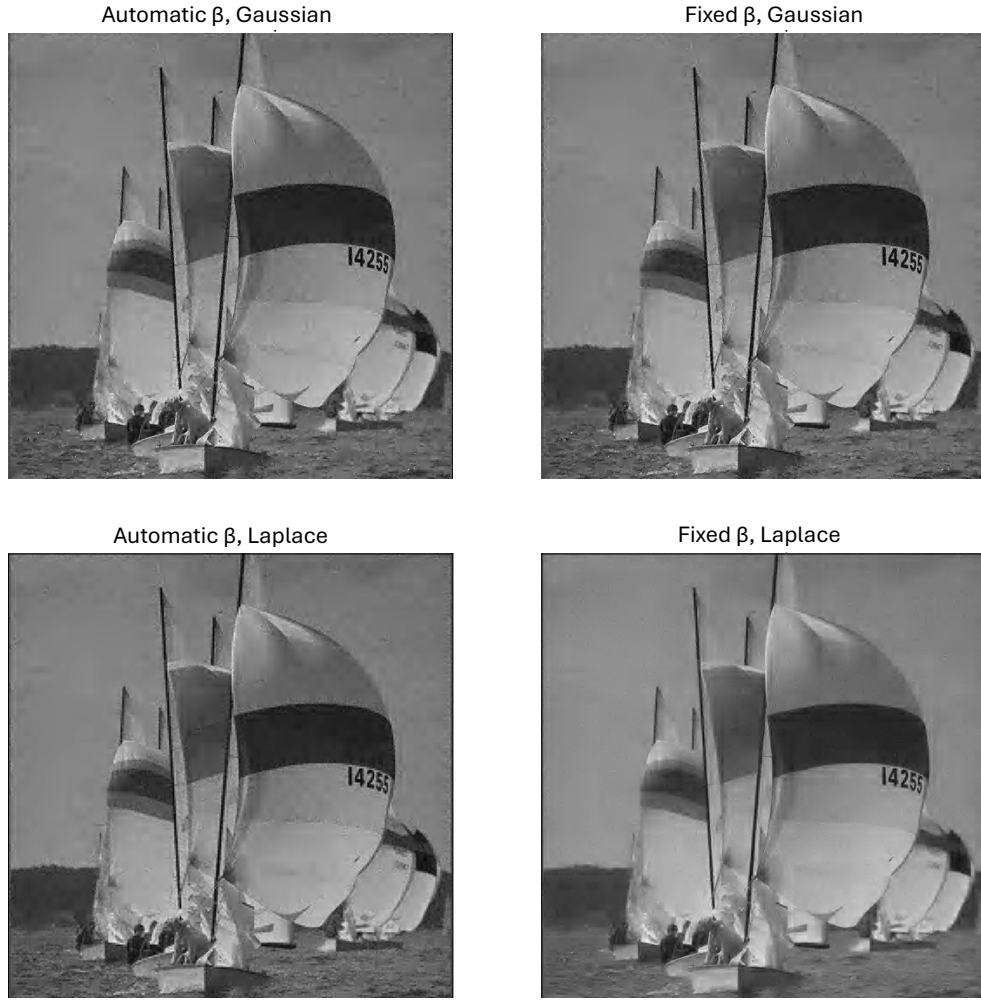 Automatic β, Gaussian
Fixed β, Gaussian
14255
14255
Automatic β, Laplace
Fixed β, Laplace
14255
14255